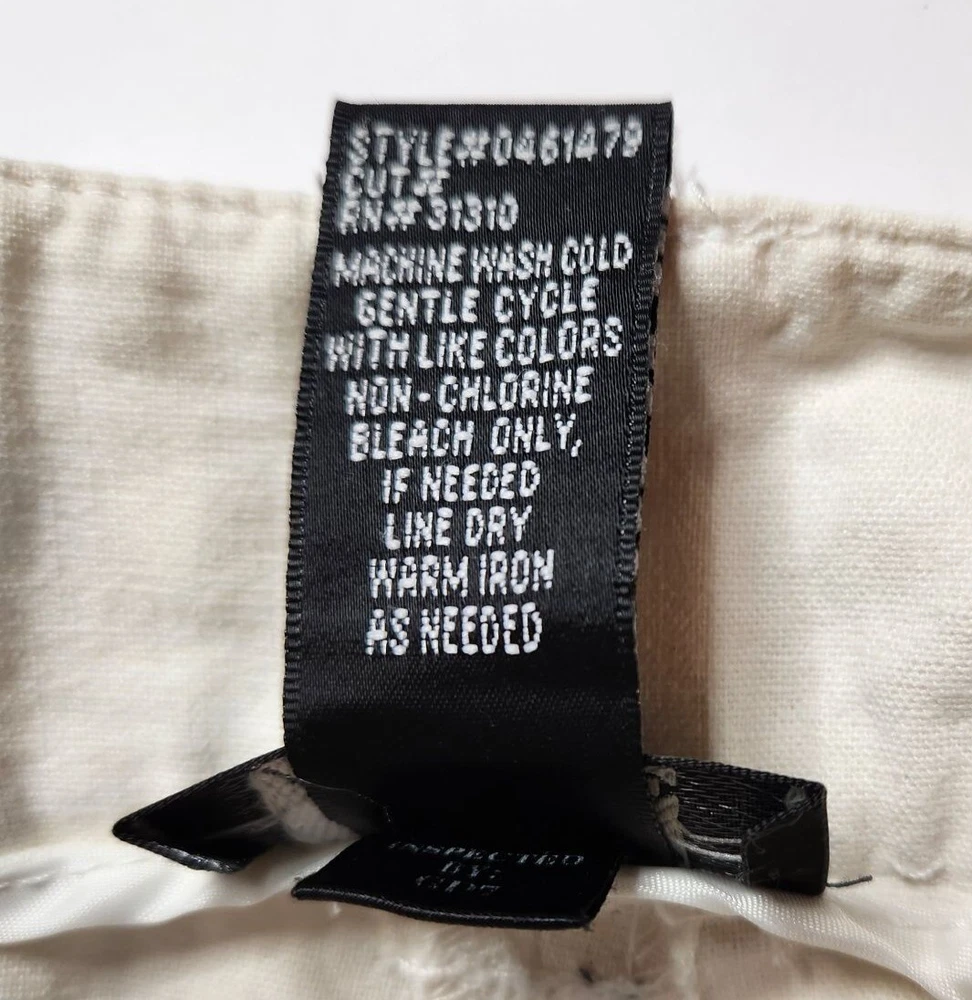 STYLE#0461479
CUT#
RN#31310
MACHINE WASH COLD
GENTLE CYCLE
WITH LIKE COLORS
NON-CHLORINE
BLEACH ONLY,
IF NEEDED
LINE DRY
WARM IRON
AS NEEDED
INSPECTED
BY: